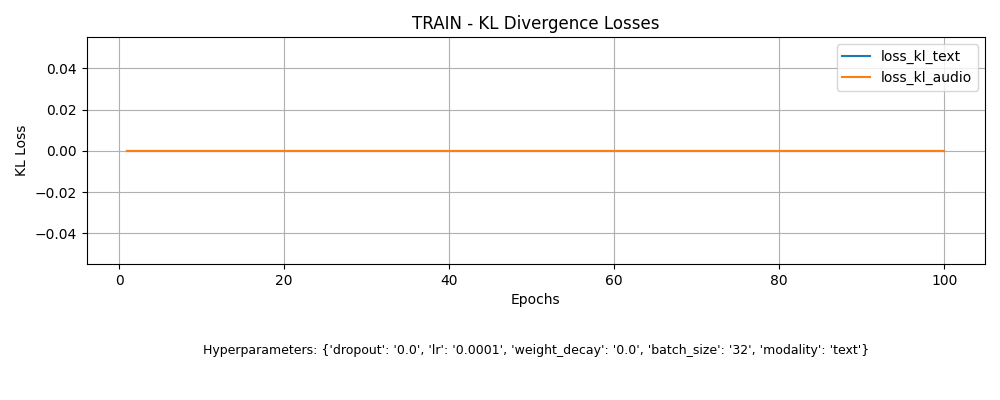 TRAIN - KL Divergence Losses
loss_kl_text
loss_kl_audio
KL Loss
0.04
0.02
0.00
−0.02
−0.04
0 20 40 60 80 100
Epochs
Hyperparameters: {'dropout': '0.0', 'lr': '0.0001', 'weight_decay': '0.0', 'batch_size': '32', 'modality': 'text'}